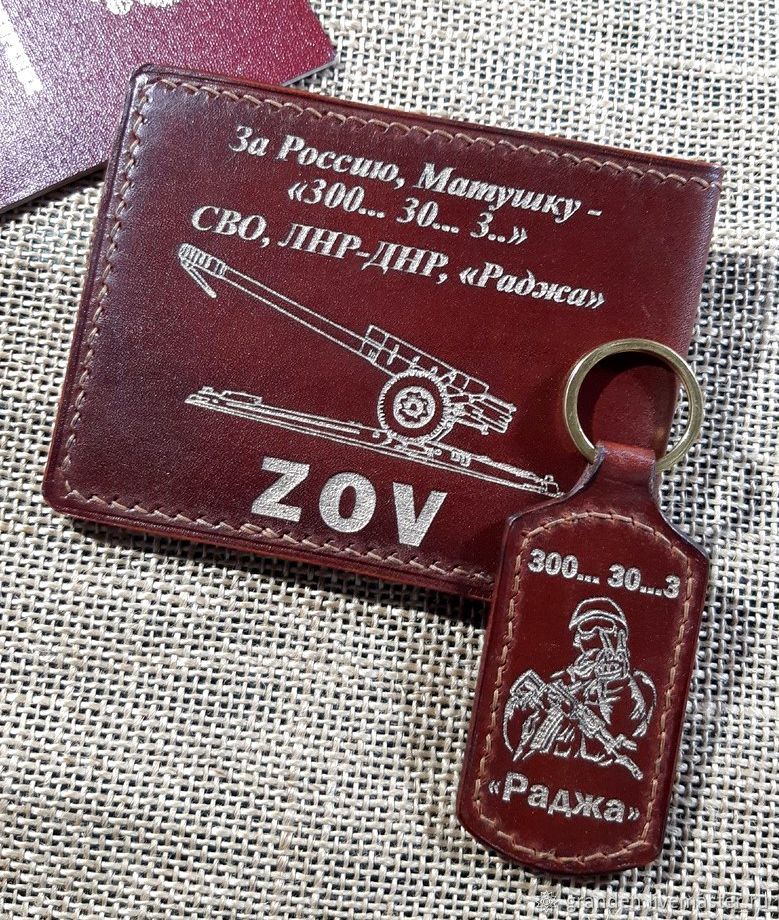 За Россию, Матушку -
«300... 30... 3..»
СВО, ЛНР-ДНР, «Раджа»
ZOV
300... 30...3
«Раджа»